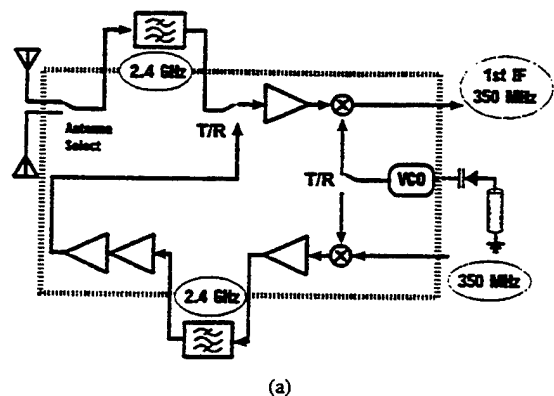 2.4 GHz
1st IF
350 MHz
Antenna
Select
T/R
T/R
VCO
2.4 GHz
350 MHz
(a)